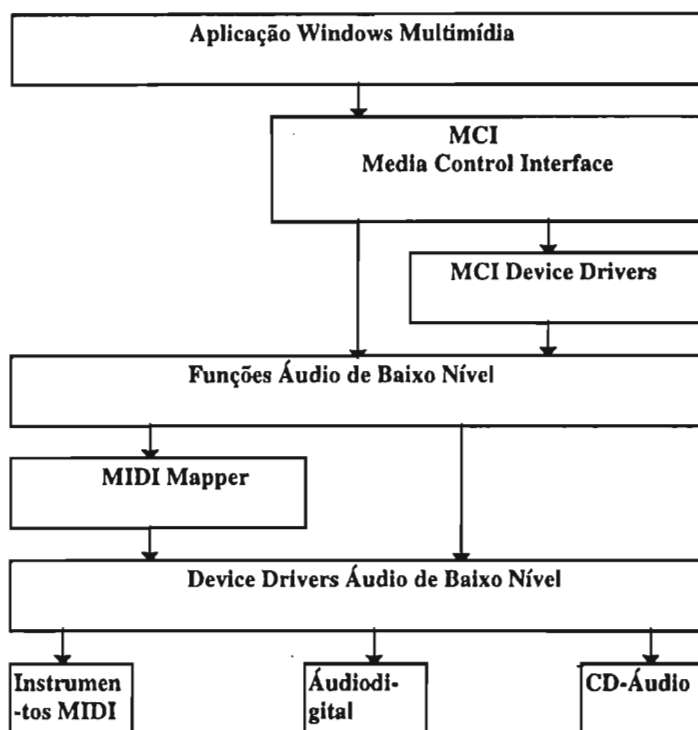 Aplicação Windows Multimídia
MCI
Media Control Interface
MCI Device Drivers
Funções Áudio de Baixo Nível
MIDI Mapper
Device Drivers Áudio de Baixo Nível
Instrumen
-tos MIDI
Áudiodi-
gital
CD-Áudio